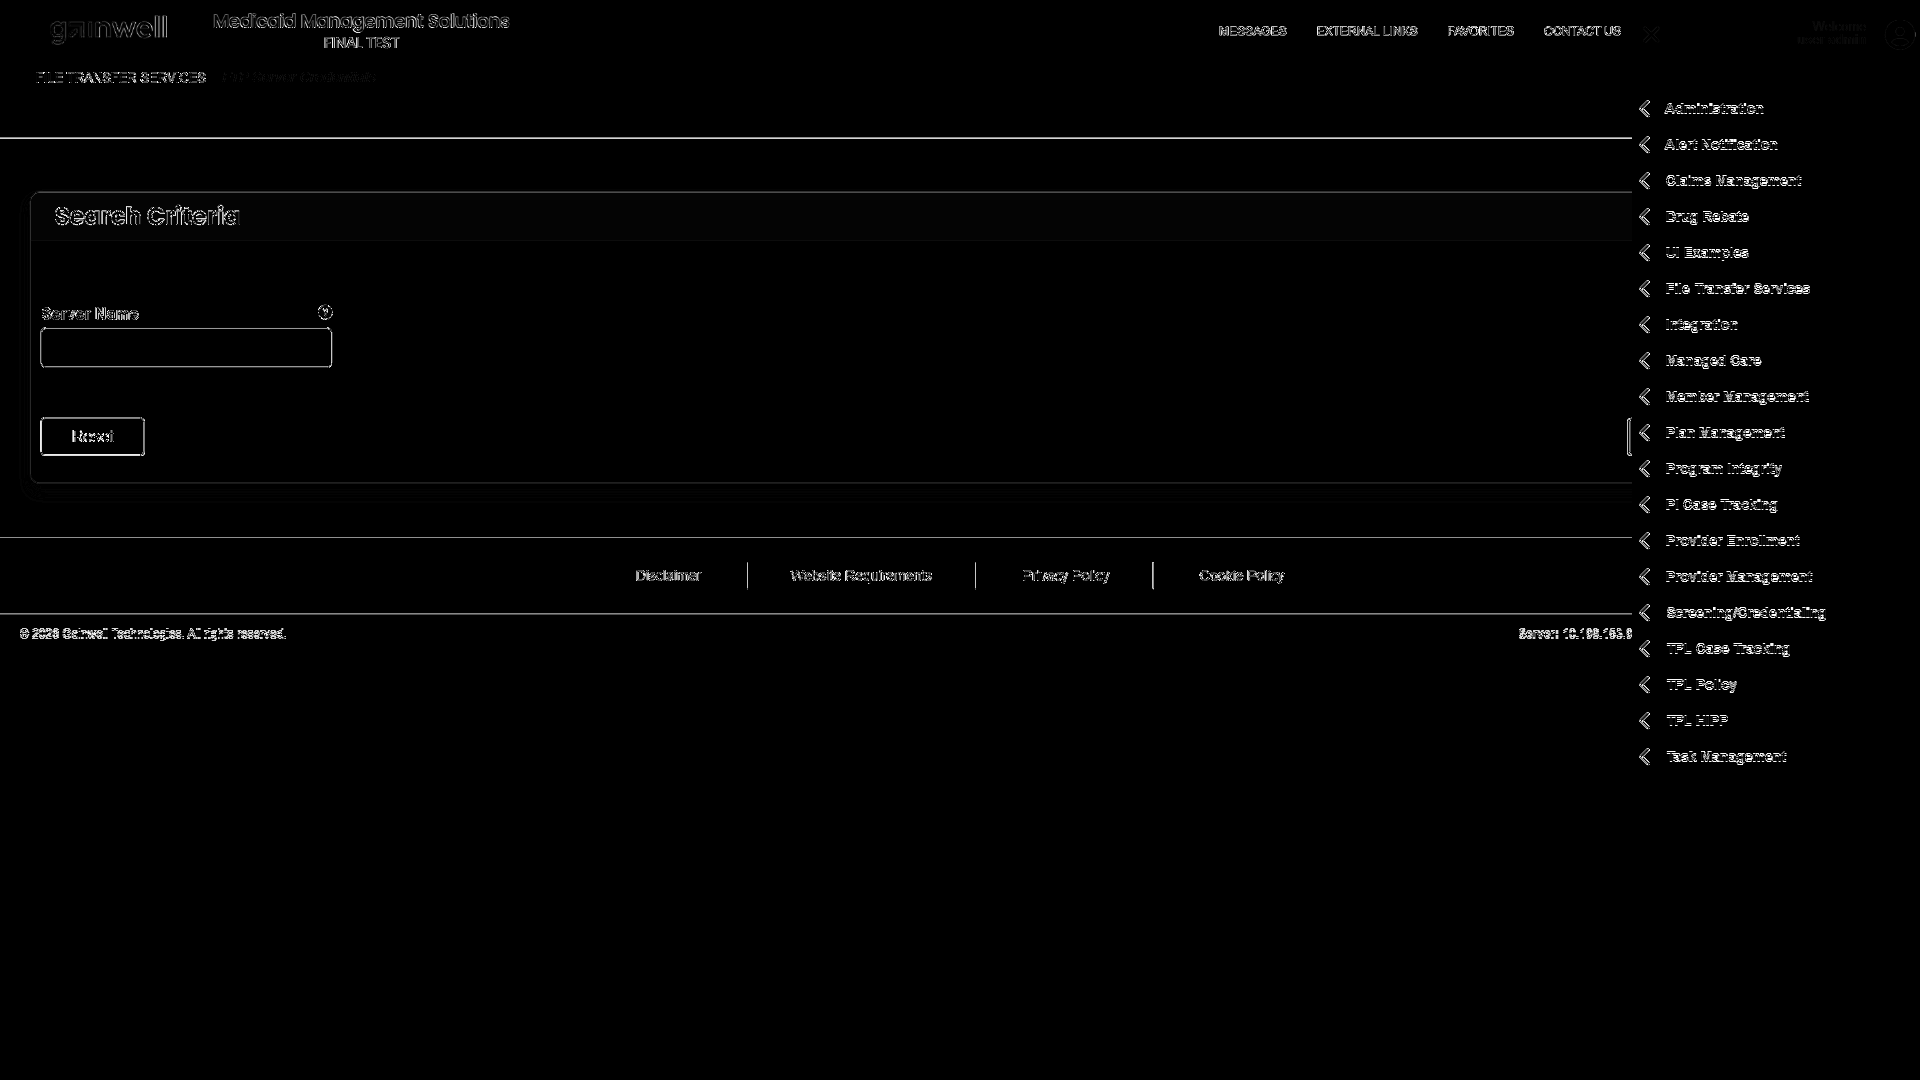 gainwell
Medicaid Management Solutions
FINAL TEST
MESSAGES EXTERNAL LINKS FAVORITES CONTACT US
Welcome
FILE TRANSFER SERVICES
Search Criteria
Server Name
Reset
Administration
Alert Notification
Claims Management
Drug Rebate
UI Examples
File Transfer Services
Integration
Managed Care
Member Management
Plan Management
Program Integrity
PI Case Tracking
Provider Enrollment
Provider Management
Screening/Credentialing
TPL Case Tracking
TPL Policy
TPL HIPP
Task Management
Disclaimer
Website Requirements
Privacy Policy
Cookie Policy
Gainwell Technologies. All rights reserved.
Server: